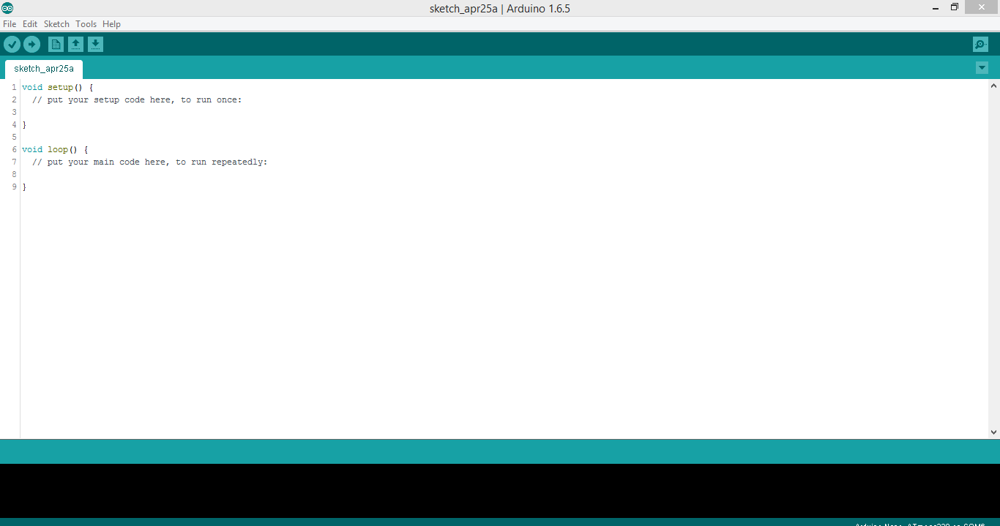 sketch_apr25a | Arduino 1.6.5
File Edit Sketch Tools Help
sketch_apr25a
1 void setup() {
2 // put your setup code here, to run once:
3
4 }
5
6 void loop() {
7 // put your main code here, to run repeatedly:
8
9 }